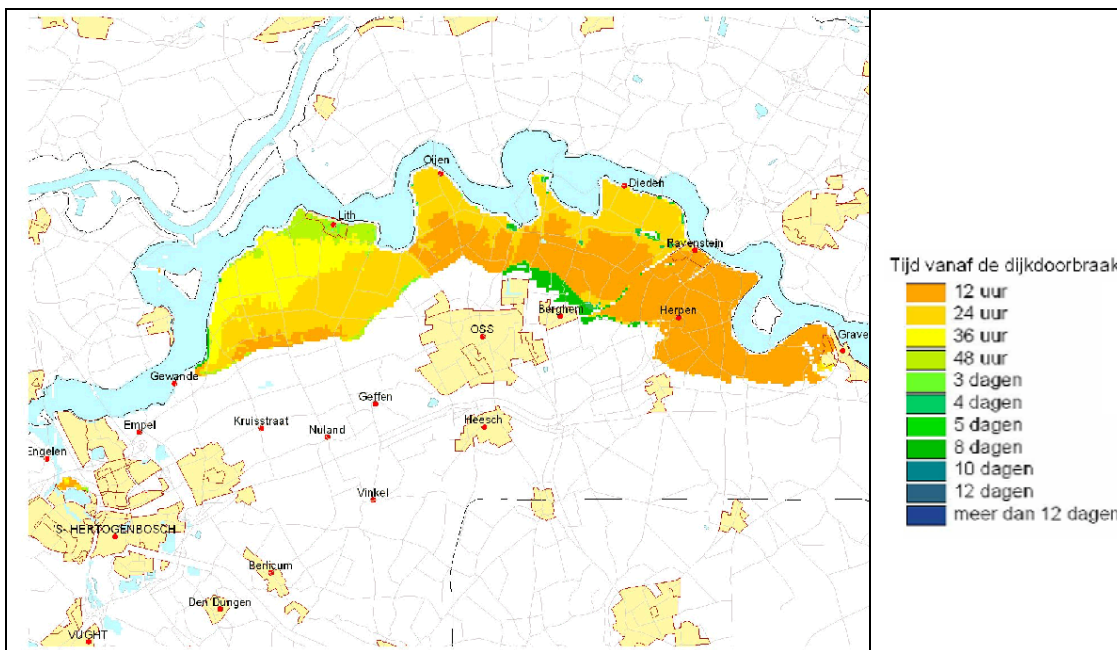 Oijen
Dieden
Lith
Ravenstein
Berghem
Herpen
OSS
Grave
Gewande
Geffen
Empel
Kruisstraat
Nuland
Heesch
Engelen
Vinkel
S- HERTOGENBOSCH
Berlicum
Den Dungen
VUGHT
Tijd vanaf de dijkdoorbraak
12 uur
24 uur
36 uur
48 uur
3 dagen
4 dagen
5 dagen
8 dagen
10 dagen
12 dagen
meer dan 12 dagen